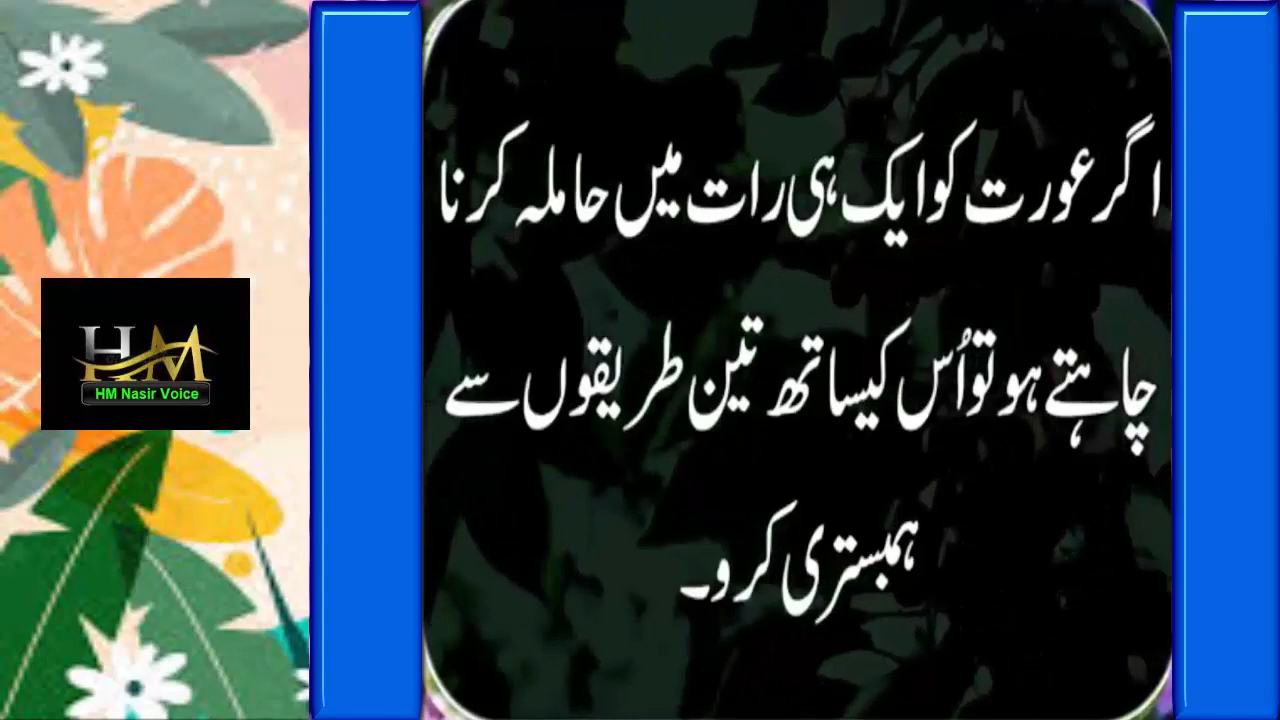 اگر عورت کو ایک ہی رات میں حاملہ کرنا
چاہتے ہو تو اُس کیساتھ تین طریقوں سے
ہمبستری کرو۔
HM
HM Nasir Voice